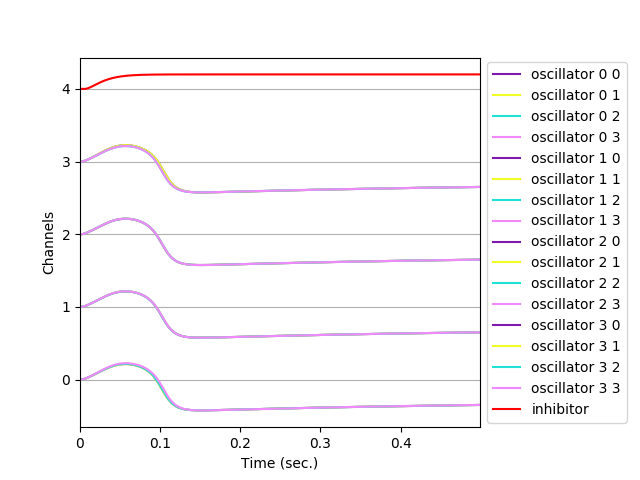 4
3
2
1
0
Channels
0
0.1
0.2
0.3
0.4
Time (sec.)
oscillator 0 0
oscillator 0 1
oscillator 0 2
oscillator 0 3
oscillator 1 0
oscillator 1 1
oscillator 1 2
oscillator 1 3
oscillator 2 0
oscillator 2 1
oscillator 2 2
oscillator 2 3
oscillator 3 0
oscillator 3 1
oscillator 3 2
oscillator 3 3
inhibitor